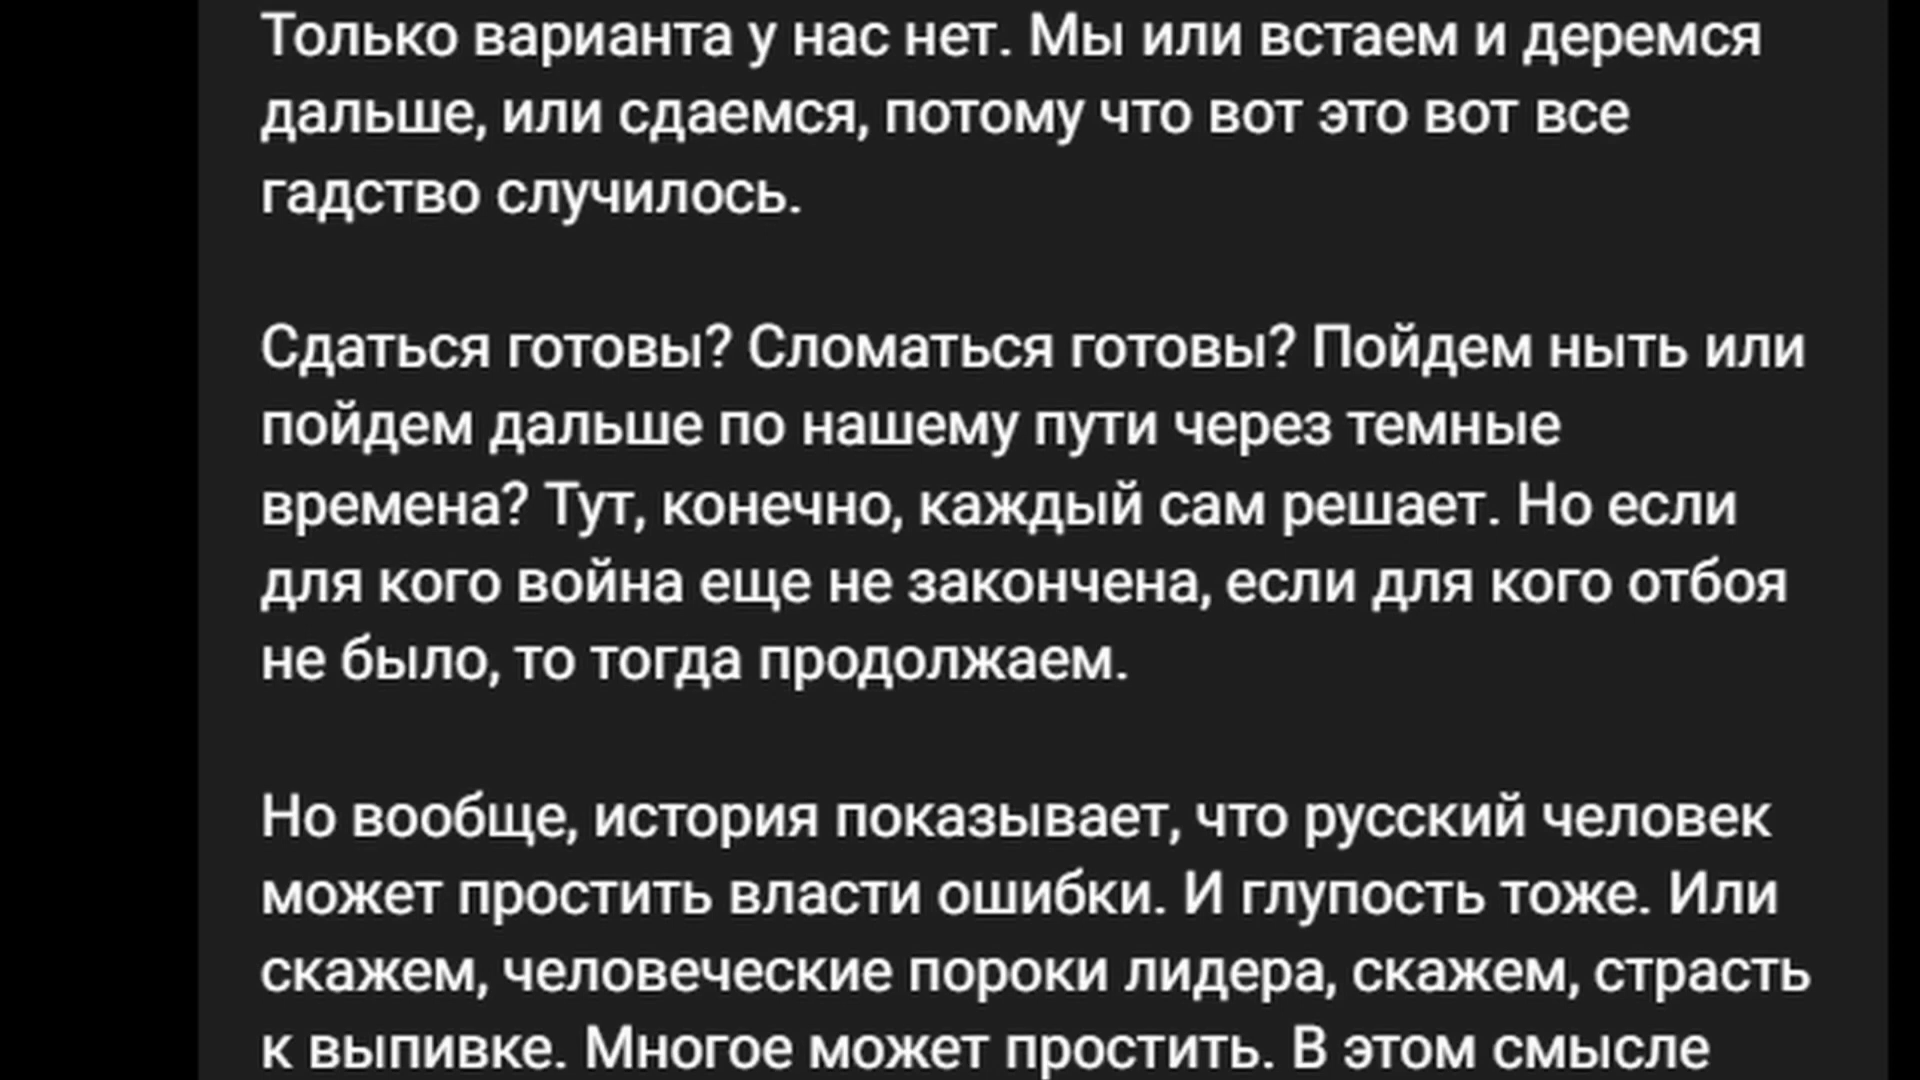 Только варианта у нас нет. Мы или встаем и деремся
дальше, или сдаемся, потому что вот это вот все
гадство случилось.
Сдаться готовы? Сломаться готовы? Пойдем ныть или
пойдем дальше по нашему пути через темные
времена? Тут, конечно, каждый сам решает. Но если
для кого война еще не закончена, если для кого отбоя
не было, то тогда продолжаем.
Но вообще, история показывает, что русский человек
может простить власти ошибки. И глупость тоже. Или
скажем, человеческие пороки лидера, скажем, страсть
к выпивке. Многое может простить. В этом смысле